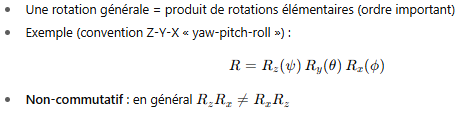 • Une rotation générale = produit de rotations élémentaires (ordre important)
• Exemple (convention Z-Y-X « yaw-pitch-roll ») :
R = R_z(ψ) R_y(θ) R_x(ϕ)
• Non-commutatif : en général R_zR_x ≠ R_xR_z